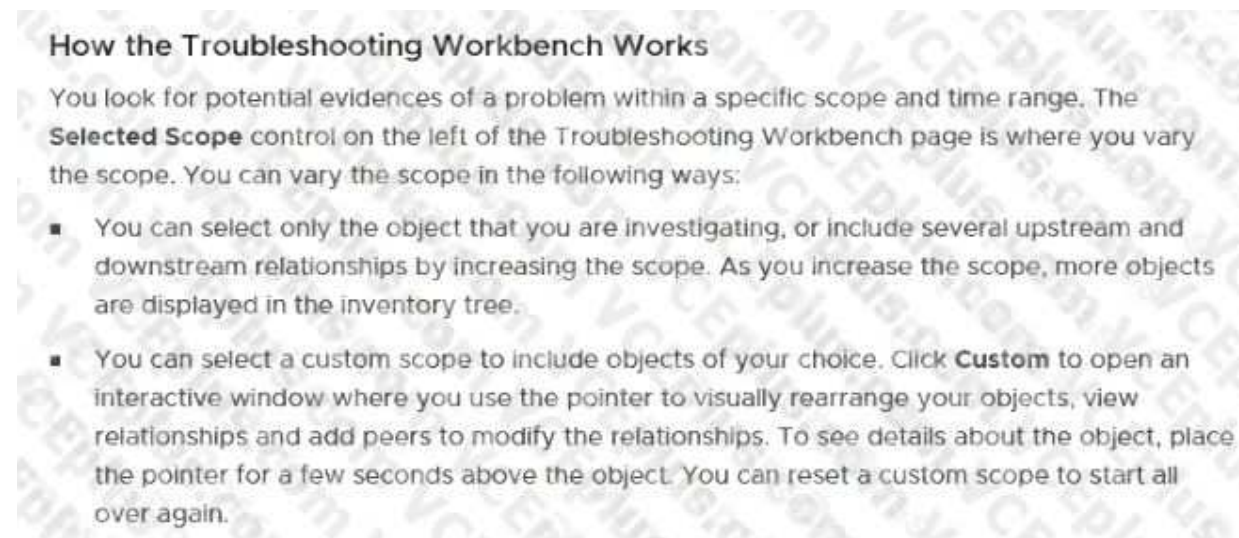 How the Troubleshooting Workbench Works
You look for potential evidences of a problem within a specific scope and time range. The
Selected Scope control on the left of the Troubleshooting Workbench page is where you vary
the scope. You can vary the scope in the following ways:
▪ You can select only the object that you are investigating, or include several upstream and
downstream relationships by increasing the scope. As you increase the scope, more objects
are displayed in the inventory tree.
▪ You can select a custom scope to include objects of your choice. Click Custom to open an
interactive window where you use the pointer to visually rearrange your objects, view
relationships and add peers to modify the relationships. To see details about the object, place
the pointer for a few seconds above the object. You can reset a custom scope to start all
over again.